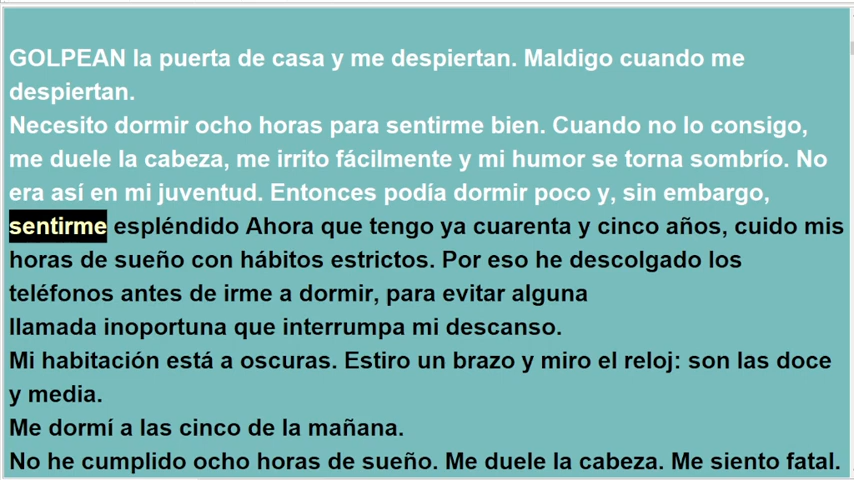 GOLPEAN la puerta de casa y me despiertan. Maldigo cuando me
despiertan.
Necesito dormir ocho horas para sentirme bien. Cuando no lo consigo,
me duele la cabeza, me irrito fácilmente y mi humor se torna sombrío. No
era así en mi juventud. Entonces podía dormir poco y, sin embargo,
sentirme espléndido Ahora que tengo ya cuarenta y cinco años, cuido mis
horas de sueño con hábitos estrictos. Por eso he descolgado los
teléfonos antes de irme a dormir, para evitar alguna
llamada inoportuna que interrumpa mi descanso.
Mi habitación está a oscuras. Estiro un brazo y miro el reloj: son las doce
y media.
Me dormí a las cinco de la mañana.
No he cumplido ocho horas de sueño. Me duele la cabeza. Me siento fatal.